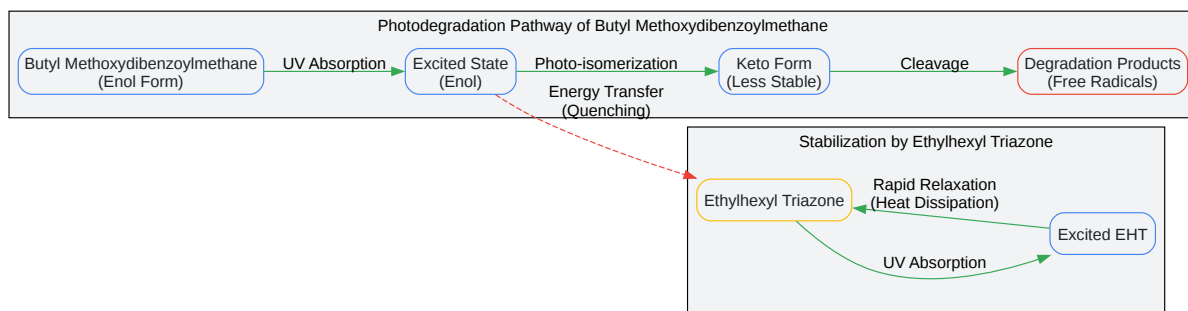 Photodegradation Pathway of Butyl Methoxydibenzoylmethane
Butyl Methoxydibenzoylmethane
(Enol Form)
UV Absorption
Excited State
(Enol)
Photo-isomerization
Keto Form
(Less Stable)
Cleavage
Degradation Products
(Free Radicals)
Energy Transfer
(Quenching)
Stabilization by Ethylhexyl Triazone
Ethylhexyl Triazone
Rapid Relaxation
(Heat Dissipation)
Excited EHT
UV Absorption